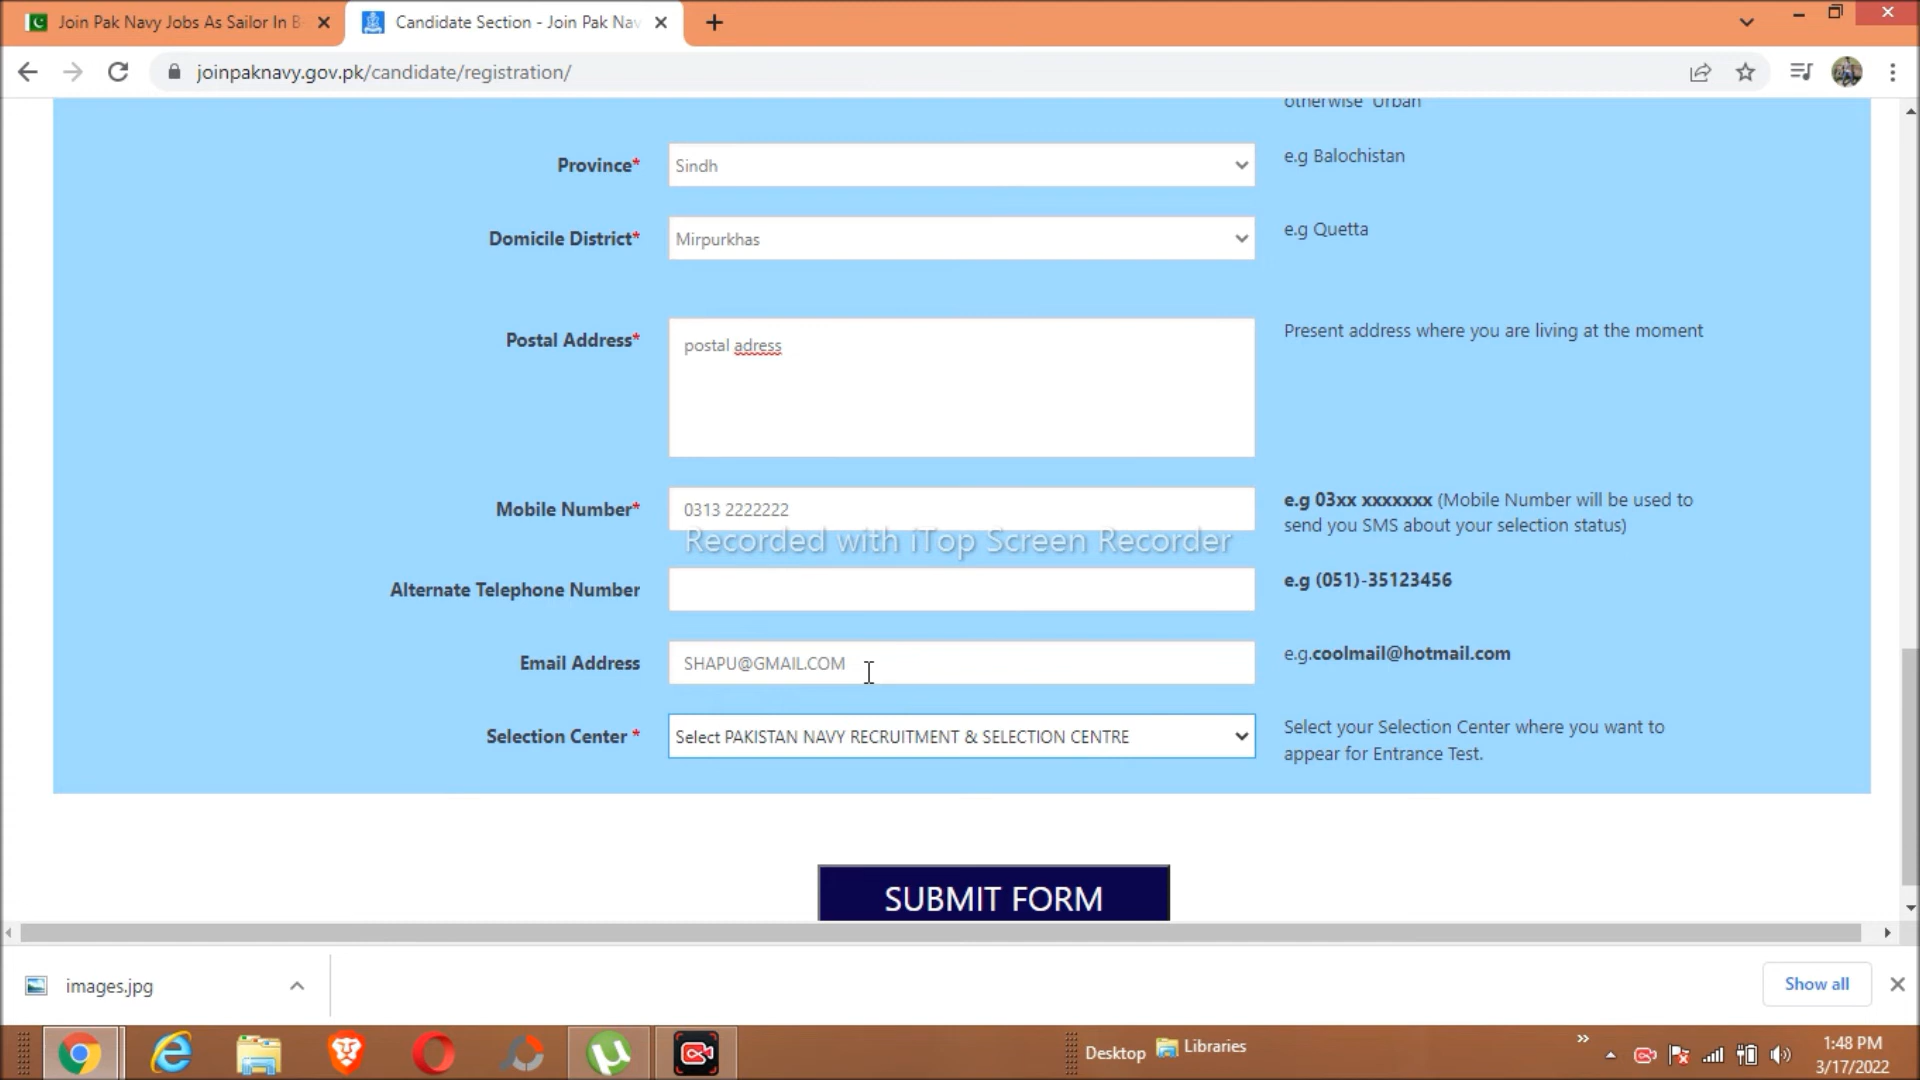 Join Pak Navy Jobs As Sailor In B
Candidate Section - Join Pak Nav
joinpaknavy.gov.pk/candidate/registration/
otherwise 'Urban'
Province*
Sindh
e.g Balochistan
Domicile District*
Mirpurkhas
e.g Quetta
Postal Address*
postal adress
Present address where you are living at the moment
Mobile Number*
0313 2222222
e.g 03xx xxxxxxx (Mobile Number will be used to
send you SMS about your selection status)
Recorded with iTop Screen Recorder
Alternate Telephone Number
e.g (051)-35123456
Email Address
SHAPU@GMAIL.COM
e.g.coolmail@hotmail.com
Selection Center *
Select PAKISTAN NAVY RECRUITMENT & SELECTION CENTRE
Select your Selection Center where you want to
appear for Entrance Test.
SUBMIT FORM
images.jpg
Show all
Desktop
Libraries
1:48 PM
3/17/2022